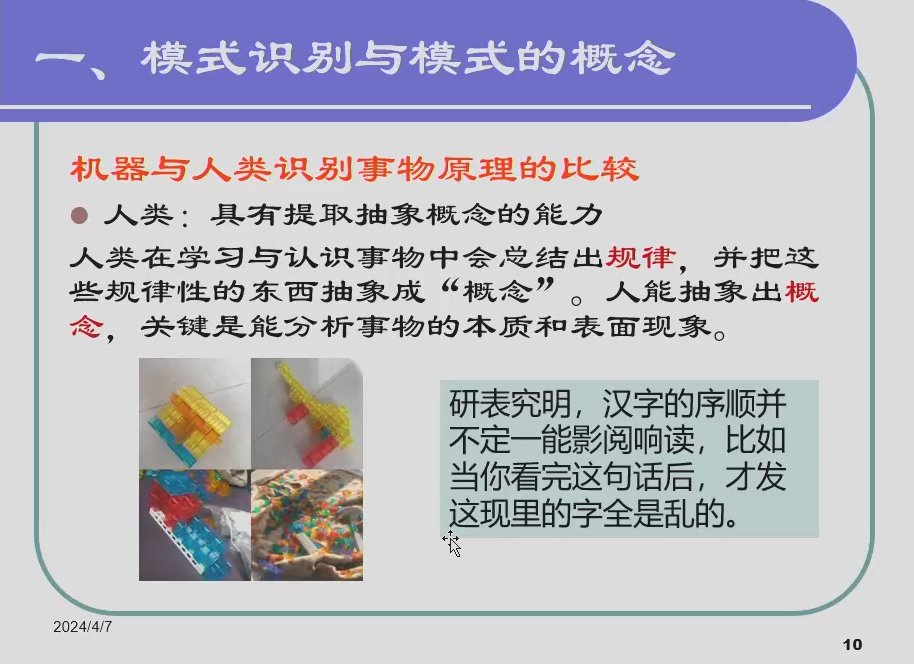 一、模式识别与模式的概念
机器与人类识别事物原理的比较
人类：具有提取抽象概念的能力
人类在学习与认识事物中会总结出规律，并把这
些规律性的东西抽象成“概念”。人能抽象出概
念，关键是能分析事物的本质和表面现象。
研表究明，汉字的序顺并
不定一能影阅响读，比如
当你看完这句话后，才发
这现里的字全是乱的。
2024/4/7
10